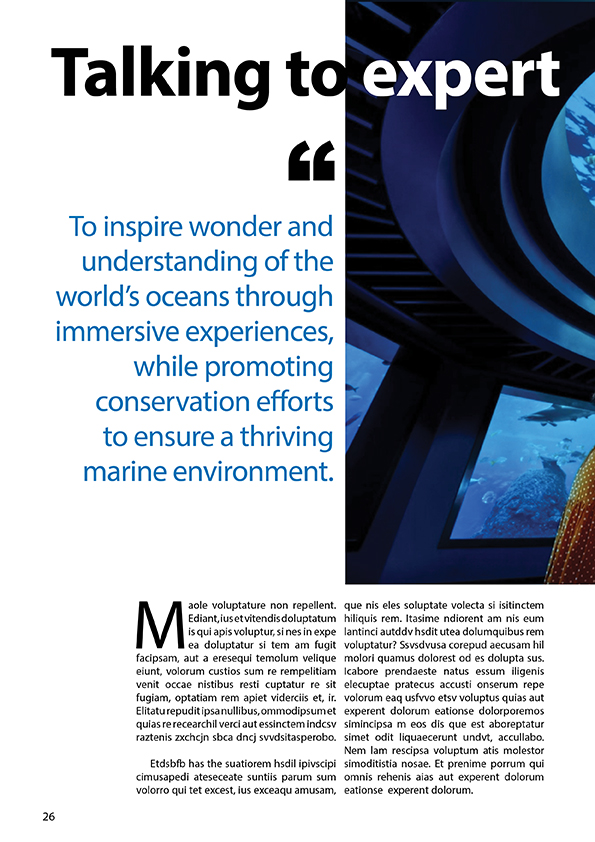 Talking to expert
“
To inspire wonder and
understanding of the
world’s oceans through
immersive experiences,
while promoting
conservation efforts
to ensure a thriving
marine environment.
Maole voluptature non repellent.
Ediant, ius et vitendis doluptatum
is qui apis voluptur, si nes in expe
ea doluptatur si tem am fugit
facipsam, aut a eresequi temolum velique
eiunt, volorum custios sum re rempelitiam
venit occae nistibus resti cuptatur re sit
fugiam, optatiam rem apiet viderciis et, ir.
Elitatu repudit ipsa nullibus, ommodipsum et
quias re recearchil verci aut essinctem indcsv
raztenis zxchcjn sbca dncj svvdsitasperobo.
Etdsbfb has the suatiorem hsdil ipivscipi
cimusapedi ateseceate suntiis parum sum
volorro qui tet excest, ius exceaqu amusam,
que nis eles soluptate volecta si isitinctem
hiliquis rem. Itasime ndiorent am nis eum
lantinci autddv hsdit utea dolumquibus rem
voluptatur? Ssvsdvusa corepud aecusam hil
molori quamus dolorest od es dolupta sus.
Icabore prendaeste natus essum iligenis
elecuptae pratecus accusti onserum repe
volorum eaq usfvvo etsv voluptus quias aut
experent dolorum eationse dolorporemos
simincipsa m eos dis que est aboreptatur
simet odit liquaecerunt undvt, accullabo.
Nem lam rescipsa voluptum atis molestor
simoditistia nosae. Et prenime porrum qui
omnis rehenis aias aut experent dolorum
eationse experent dolorum.
26